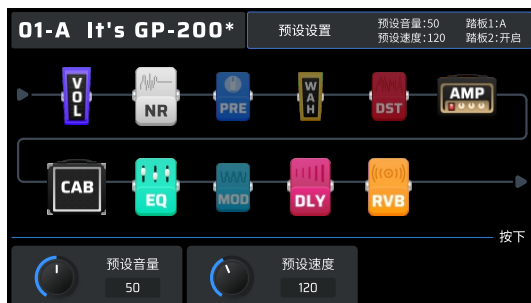 01-A It's GP-200*
预设设置
预设音量:50 踏板1:A
预设速度:120 踏板2:开启
VOL
NR
PRE
WAH
DST
AMP
CAB
EQ
MOD
DLY
RVB
按下
预设音量
50
预设速度
120